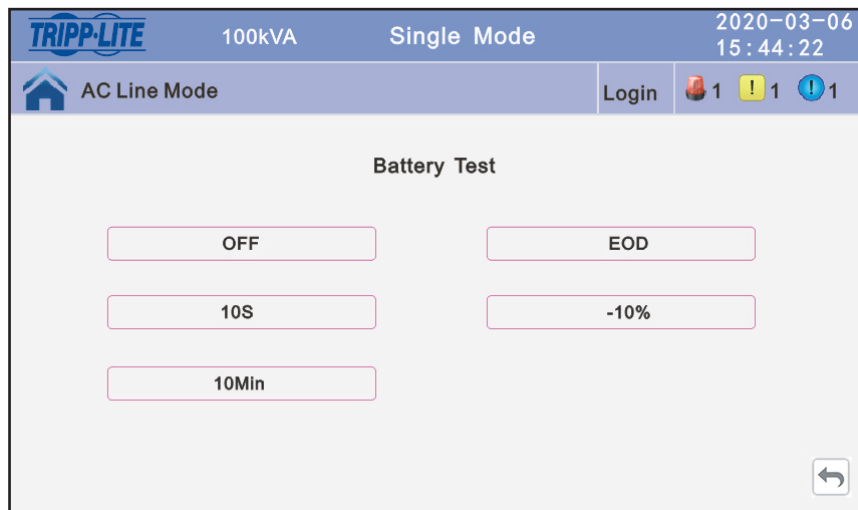 TRIPP·LITE 100kVA Single Mode 2020-03-06
15:44:22
AC Line Mode Login 1 ! 1 ! 1
Battery Test
OFF EOD
10S -10%
10Min